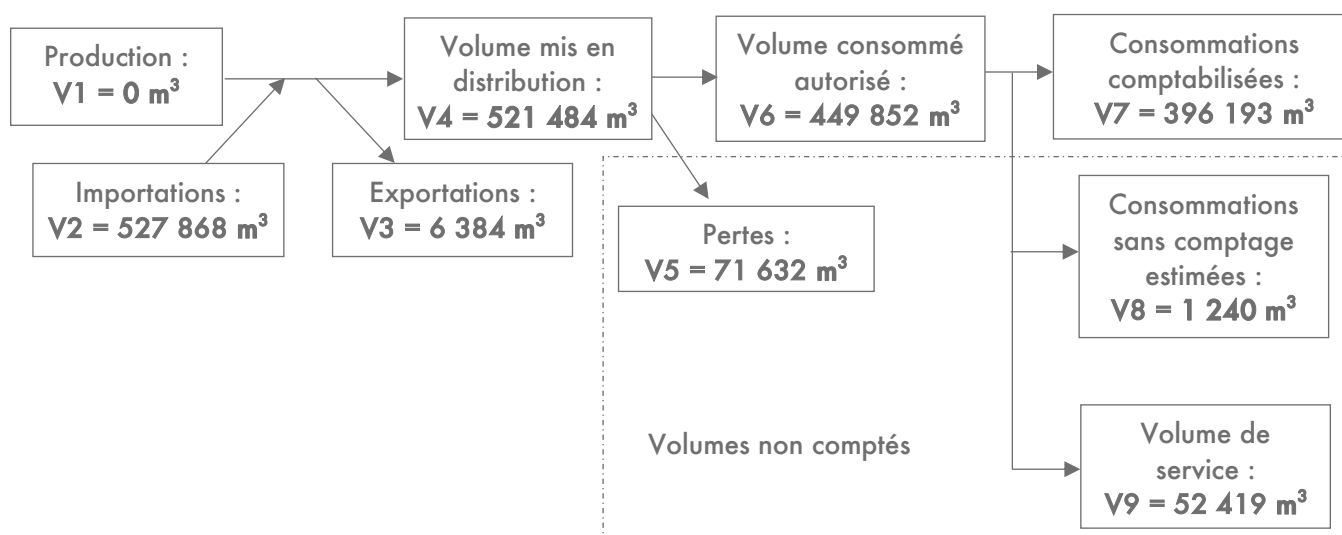 Production :
V1 = 0 m³
Volume mis en
distribution :
V4 = 521 484 m³
Volume consommé
autorisé :
V6 = 449 852 m³
Consommations
comptabilisées :
V7 = 396 193 m³
Importations :
V2 = 527 868 m³
Exportations :
V3 = 6 384 m³
Pertes :
V5 = 71 632 m³
Consommations
sans comptage
estimées :
V8 = 1 240 m³
Volumes non comptés
Volume de
service :
V9 = 52 419 m³